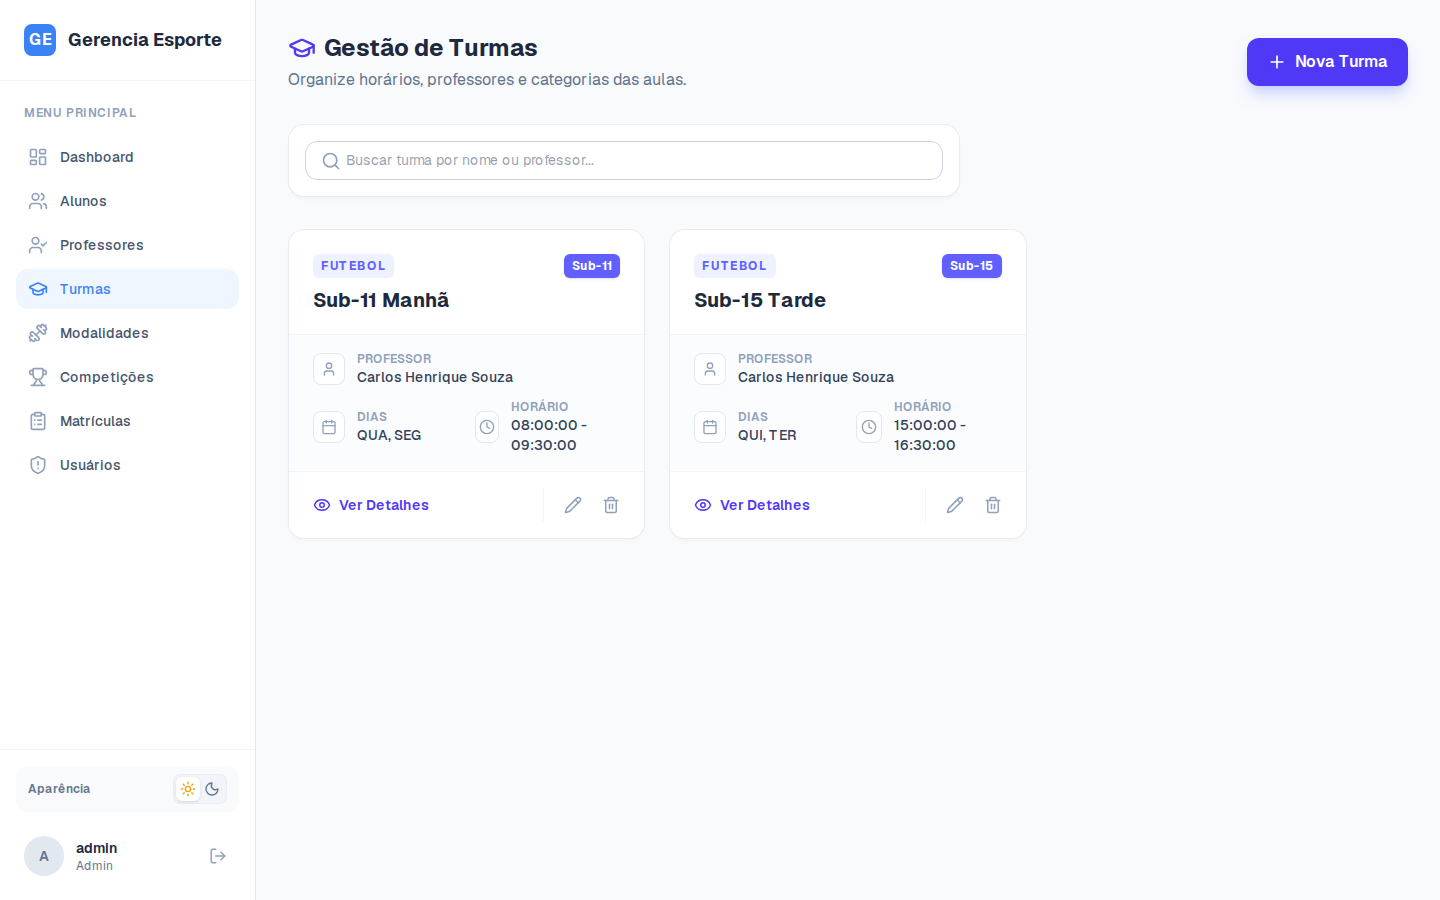 GE Gerencia Esporte
MENU PRINCIPAL
Dashboard
Alunos
Professores
Turmas
Modalidades
Competições
Matrículas
Usuários
Aparência
A
admin
Admin
Gestão de Turmas
Organize horários, professores e categorias das aulas.
Nova Turma
Buscar turma por nome ou professor...
FUTEBOL
Sub-11
Sub-11 Manhã
PROFESSOR
Carlos Henrique Souza
DIAS
QUA, SEG
HORÁRIO
08:00:00 -
09:30:00
Ver Detalhes
FUTEBOL
Sub-15
Sub-15 Tarde
PROFESSOR
Carlos Henrique Souza
DIAS
QUI, TER
HORÁRIO
15:00:00 -
16:30:00
Ver Detalhes